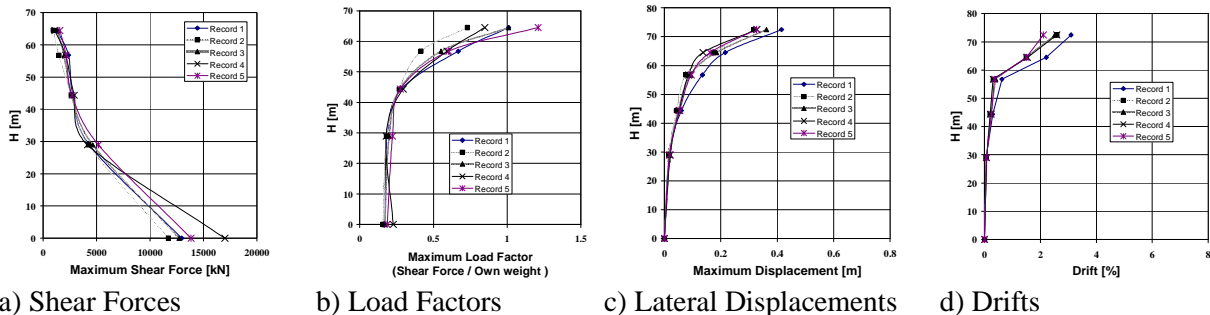 80
70
60
50
40
30
20
10
0
H [m]
0 5000 10000 15000 20000
Maximum Shear Force [kN]
Record 1
Record 2
Record 3
Record 4
Record 5
a) Shear Forces
80
70
60
50
40
30
20
10
0
H [m]
0 0.5 1 1.5
Maximum Load Factor
(Shear Force / Own weight )
Record 1
Record 2
Record 3
Record 4
Record 5
b) Load Factors
80
70
60
50
40
30
20
10
0
H [m]
0 0.2 0.4 0.6 0.8
Maximum Displacement [m]
Record 1
Record 2
Record 3
Record 4
Record 5
c) Lateral Displacements
80
70
60
50
40
30
20
10
0
H [m]
0 2 4 6 8
Drift [%]
Record 1
Record 2
Record 3
Record 4
Record 5
d) Drifts